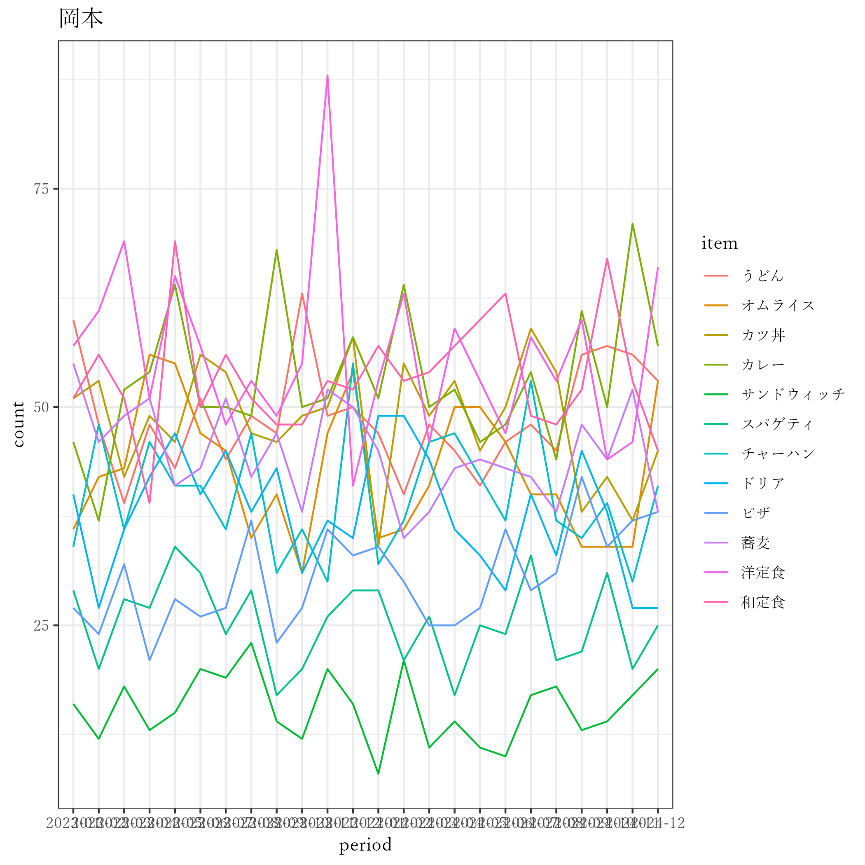 岡本
count
75
50
25
period
item
うどん
オムライス
カツ丼
カレー
サンドウィッチ
スパゲティ
チャーハン
ドリア
ピザ
蕎麦
洋定食
和定食